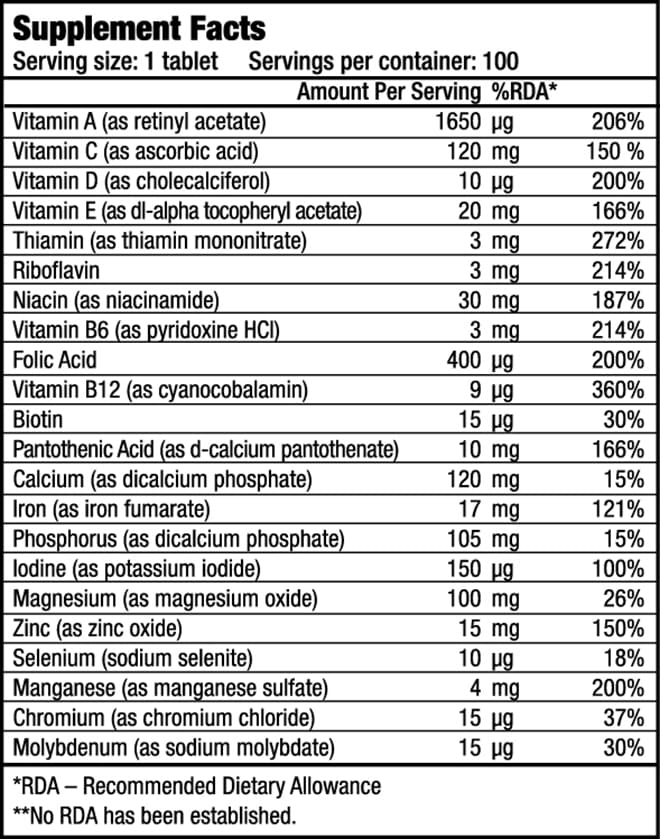 Supplement Facts
Serving size: 1 tablet Servings per container: 100
Amount Per Serving %RDA*
Vitamin A (as retinyl acetate) 1650 µg 206%
Vitamin C (as ascorbic acid) 120 mg 150 %
Vitamin D (as cholecalciferol) 10 µg 200%
Vitamin E (as dl-alpha tocopheryl acetate) 20 mg 166%
Thiamin (as thiamin mononitrate) 3 mg 272%
Riboflavin 3 mg 214%
Niacin (as niacinamide) 30 mg 187%
Vitamin B6 (as pyridoxine HCl) 3 mg 214%
Folic Acid 400 µg 200%
Vitamin B12 (as cyanocobalamin) 9 µg 360%
Biotin 15 µg 30%
Pantothenic Acid (as d-calcium pantothenate) 10 mg 166%
Calcium (as dicalcium phosphate) 120 mg 15%
Iron (as iron fumarate) 17 mg 121%
Phosphorus (as dicalcium phosphate) 105 mg 15%
Iodine (as potassium iodide) 150 µg 100%
Magnesium (as magnesium oxide) 100 mg 26%
Zinc (as zinc oxide) 15 mg 150%
Selenium (sodium selenite) 10 µg 18%
Manganese (as manganese sulfate) 4 mg 200%
Chromium (as chromium chloride) 15 µg 37%
Molybdenum (as sodium molybdate) 15 µg 30%
*RDA – Recommended Dietary Allowance
**No RDA has been established.